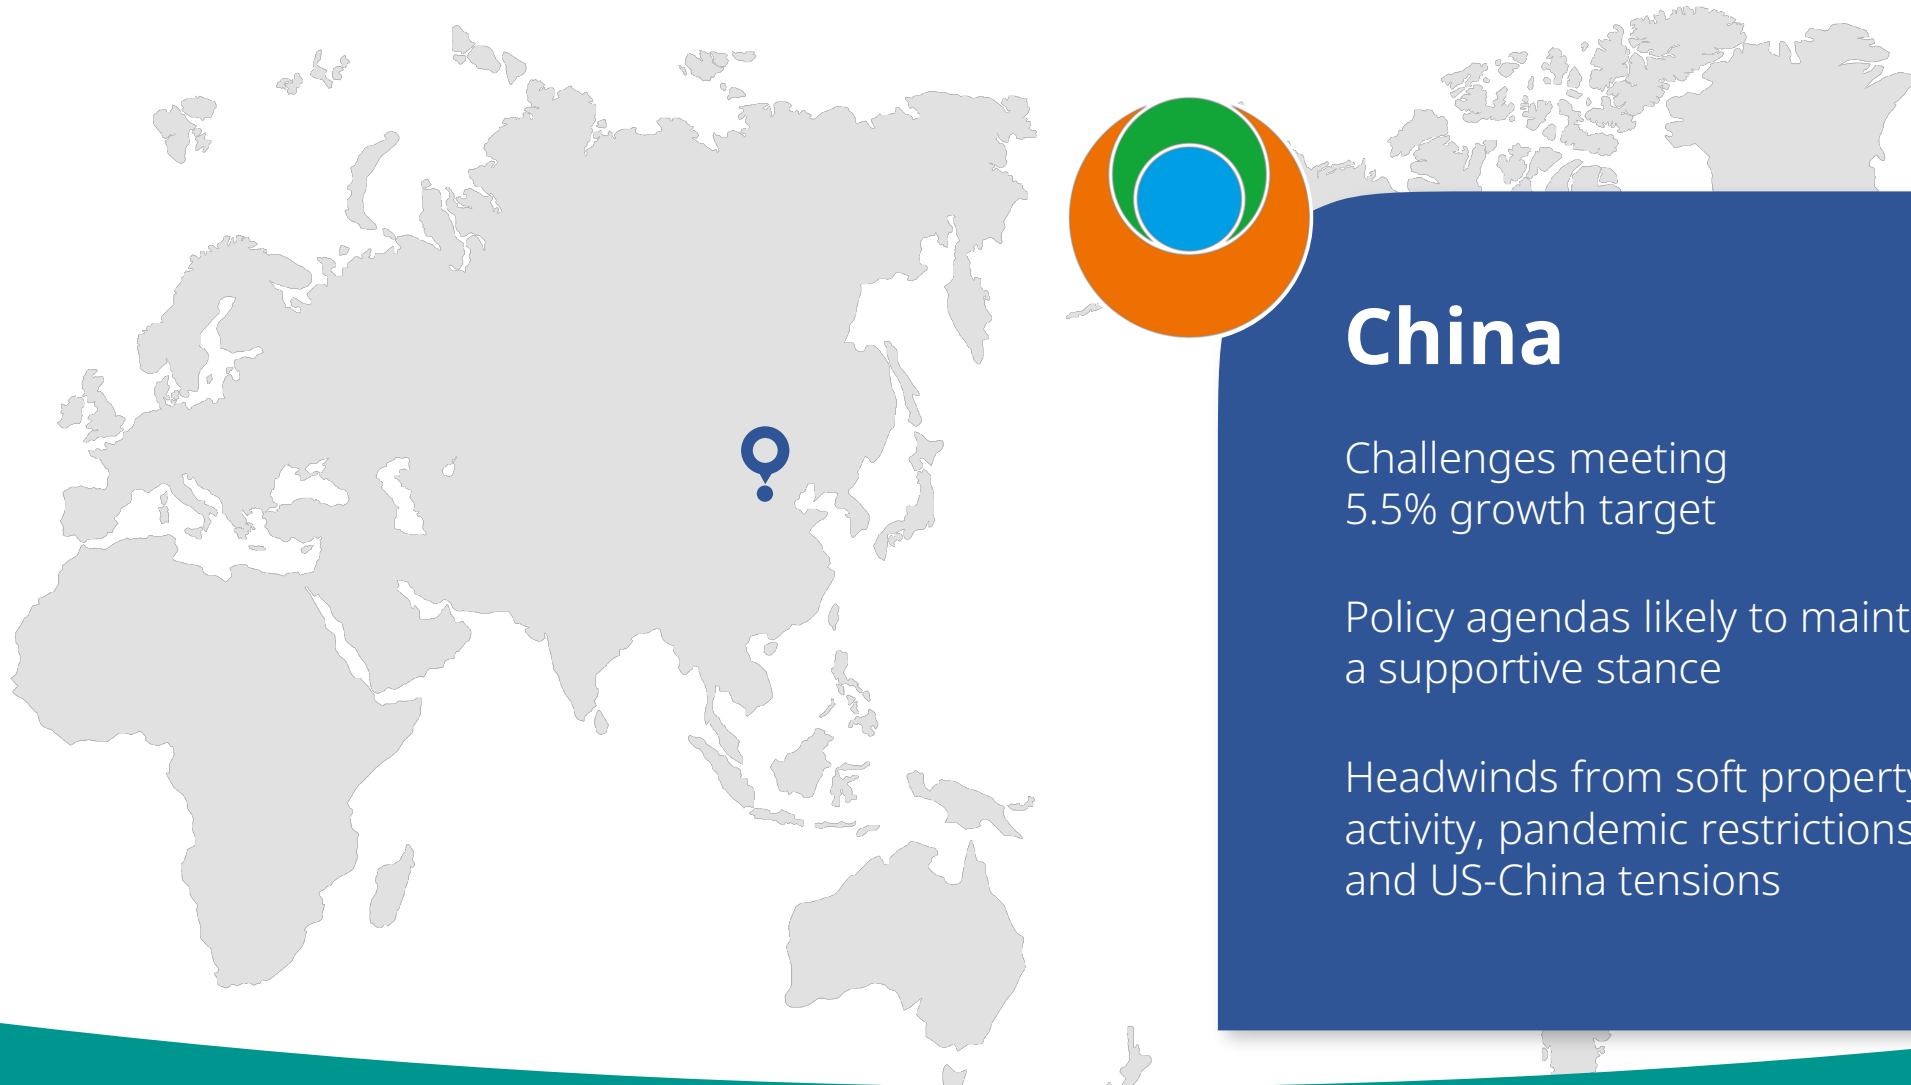 China
Challenges meeting
5.5% growth target
Policy agendas likely to maint
a supportive stance
Headwinds from soft property
activity, pandemic restrictions
and US-China tensions